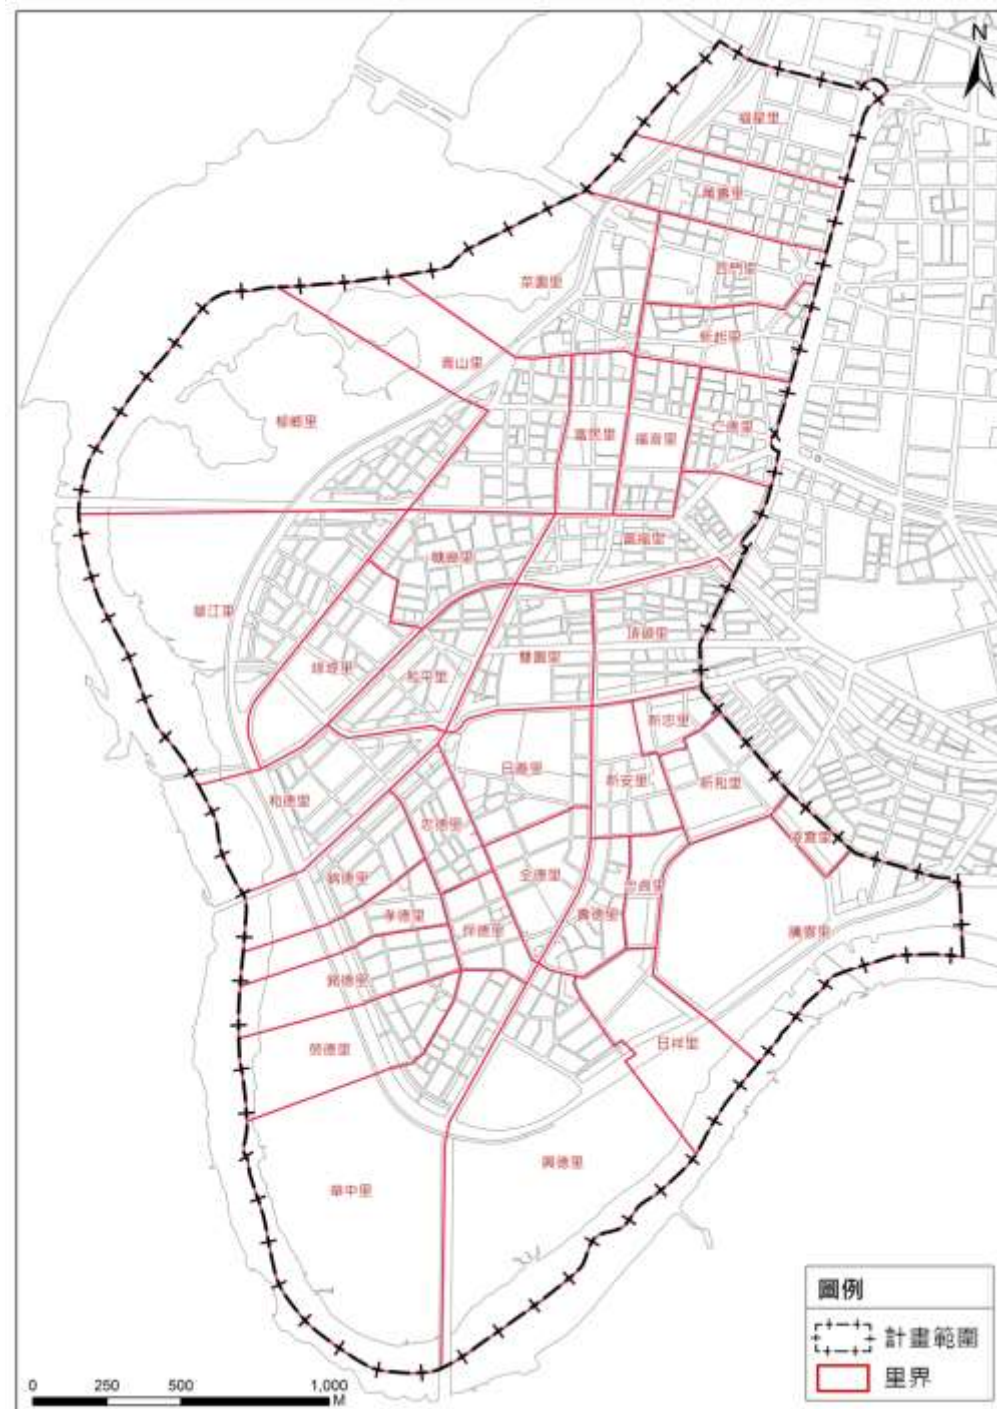 N
福星里
萬壽里
西門里
菜園里
新起里
青山里
柳鄉里
富民里
福音里
仁德里
富福里
糖廍里
華江里
綠堤里
和平里
雙園里
頂碩里
新忠里
日善里
新安里
新和里
和德里
忠德里
凌霄里
錦德里
全德里
忠貞里
孝德里
保德里
壽德里
騰雲里
銘德里
榮德里
日祥里
興德里
華中里
圖例
計畫範圍
里界
0 250 500 1,000
M